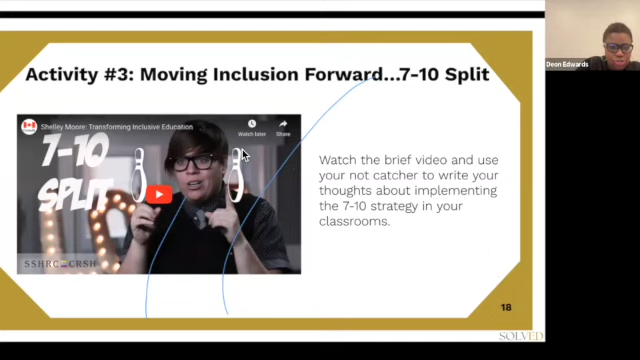 Activity #3: Moving Inclusion Forward...7-10 Split
Shelley Moore: Transforming Inclusive Education
Watch later
Share
7-10
SPLIT
SSHRC CRSH
Watch the brief video and use
your not catcher to write your
thoughts about implementing
the 7-10 strategy in your
classrooms.
18
SOLVED
Deon Edwards